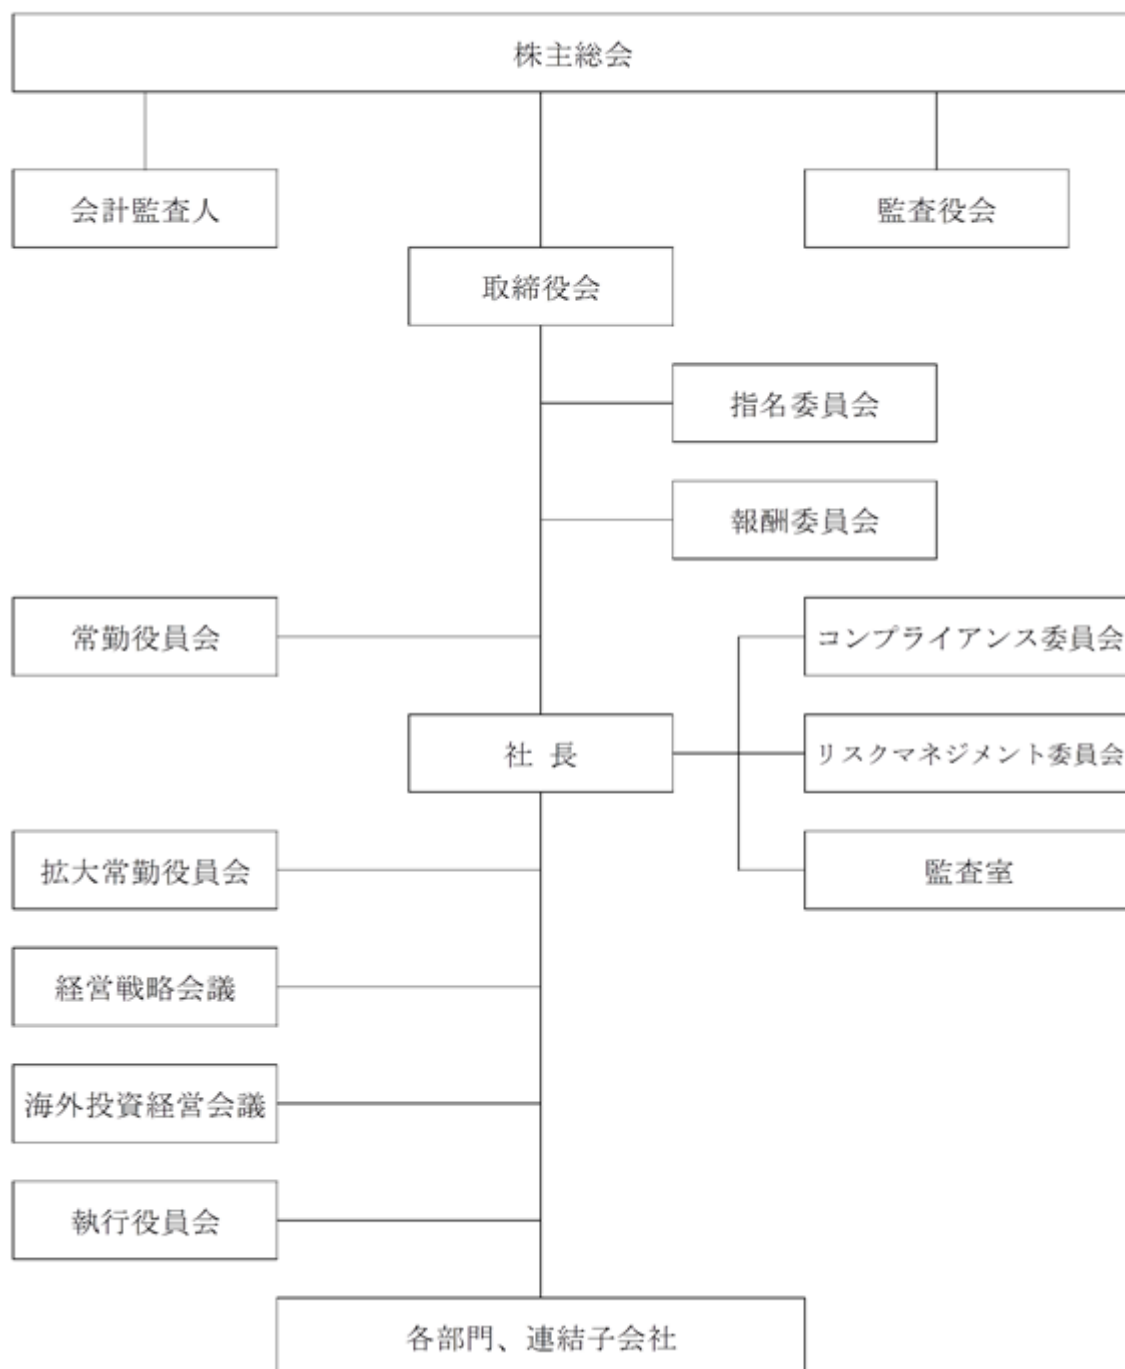 株主総会
会計監査人
監査役会
取締役会
指名委員会
報酬委員会
常勤役員会
コンプライアンス委員会
社 長
リスクマネジメント委員会
拡大常勤役員会
監査室
経営戦略会議
海外投資経営会議
執行役員会
各部門、連結子会社